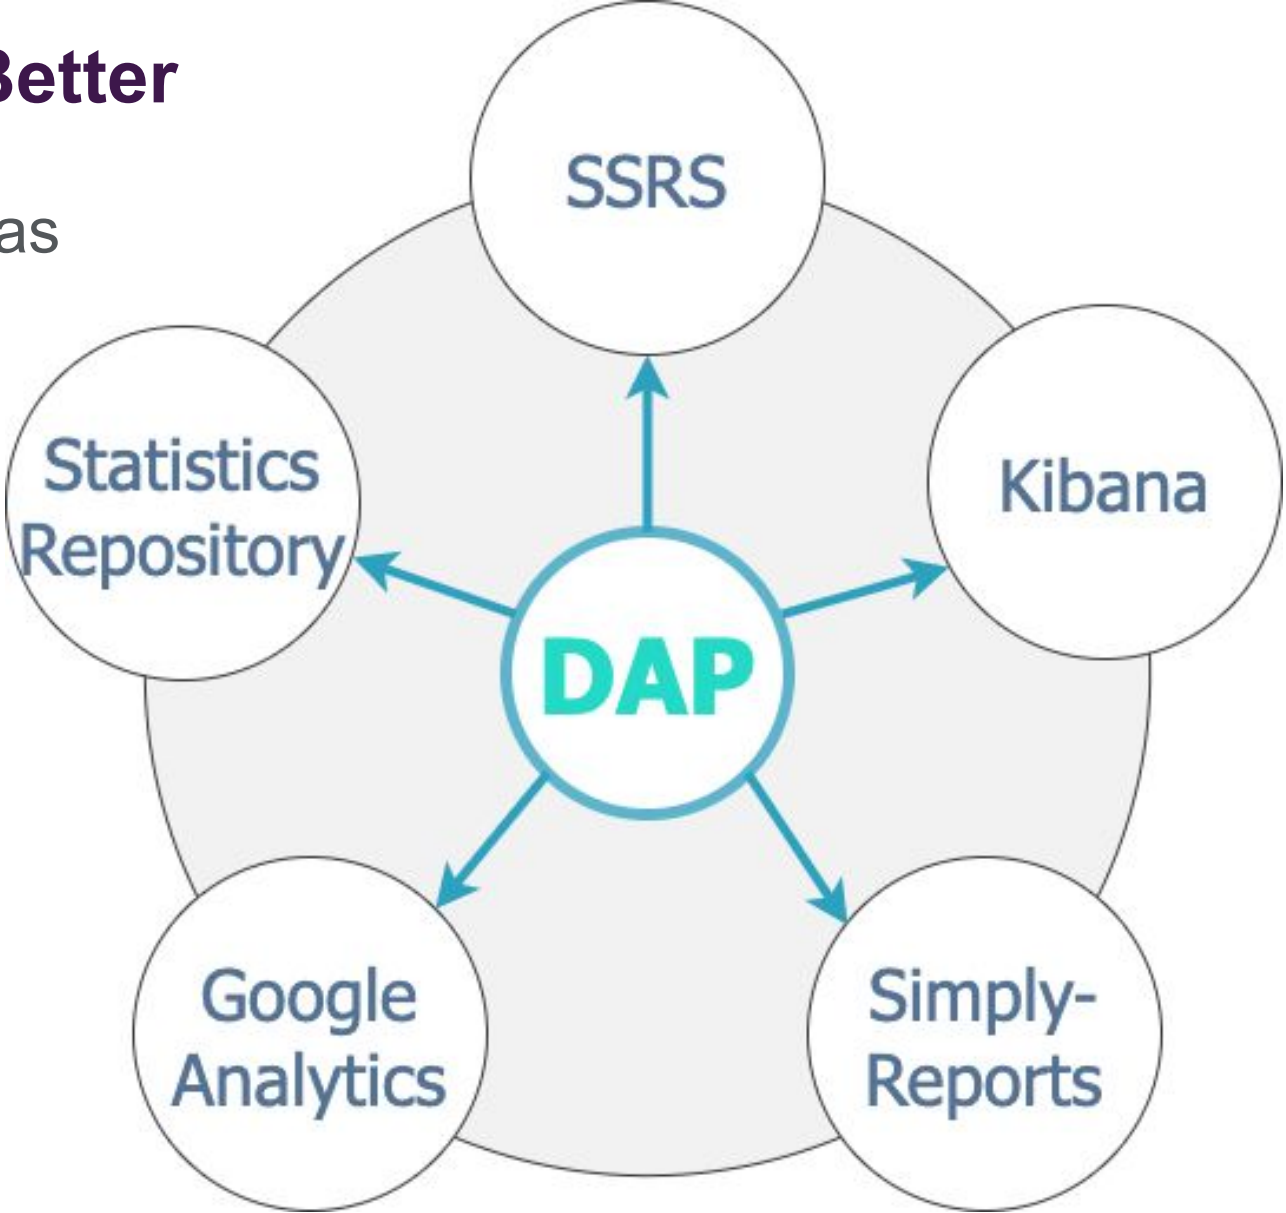 Better
as
SSRS
Kibana
Statistics
Repository
DAP
Google
Analytics
Simply-
Reports